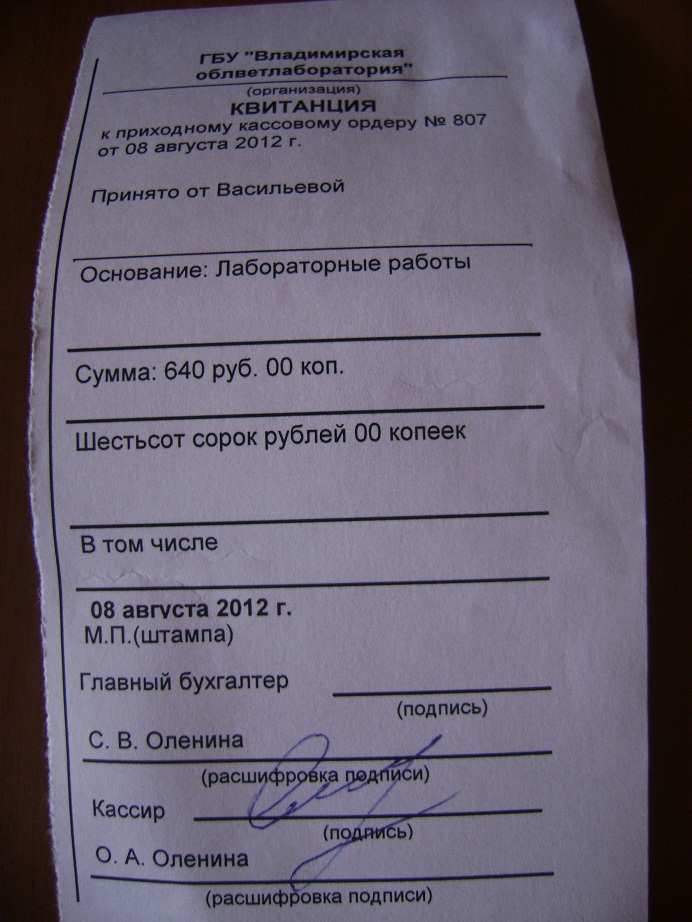 ГБУ "Владимирская
облветлаборатория"
(организация)
КВИТАНЦИЯ
к приходному кассовому ордеру № 807
от 08 августа 2012 г.
Принято от Васильевой
Основание: Лабораторные работы
Сумма: 640 руб. 00 коп.
Шестьсот сорок рублей 00 копеек
В том числе
08 августа 2012 г.
М.П.(штампа)
Главный бухгалтер
(подпись)
С. В. Оленина
(расшифровка подписи)
Кассир
(подпись)
О. А. Оленина
(расшифровка подписи)